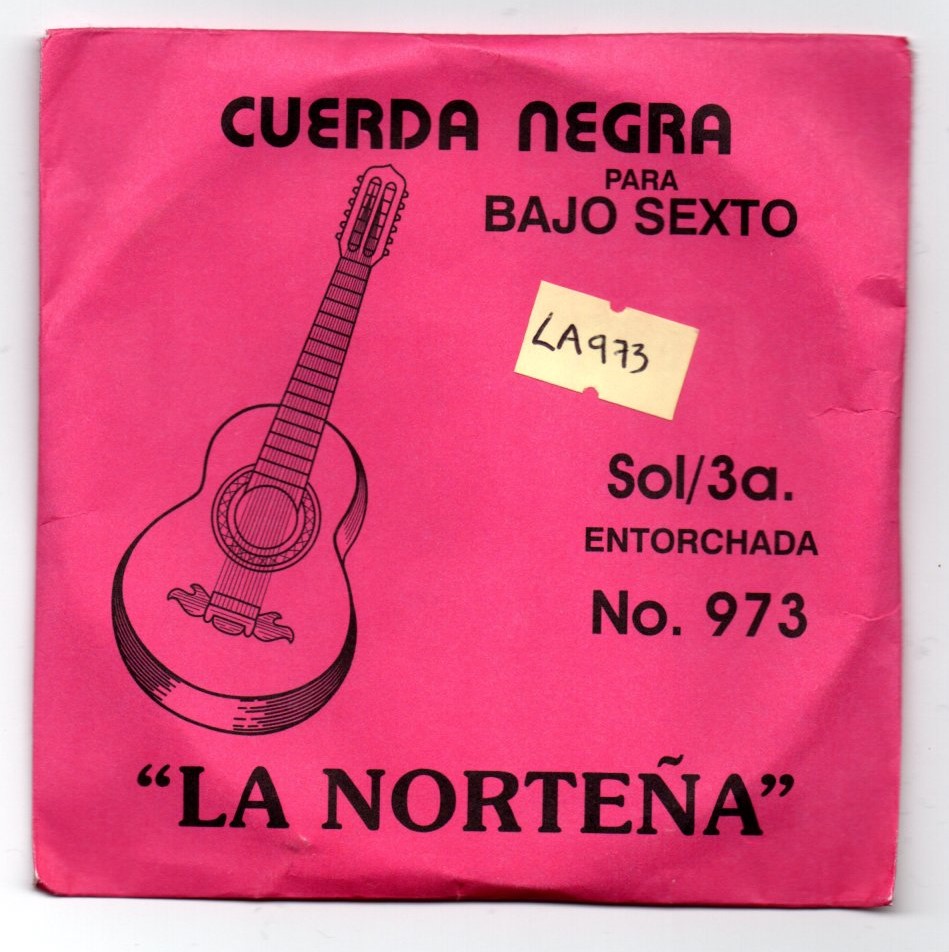 CUERDA NEGRA
PARA
BAJO SEXTO
LA973
Sol/3a.
ENTORCHADA
No. 973
“LA NORTEÑA”